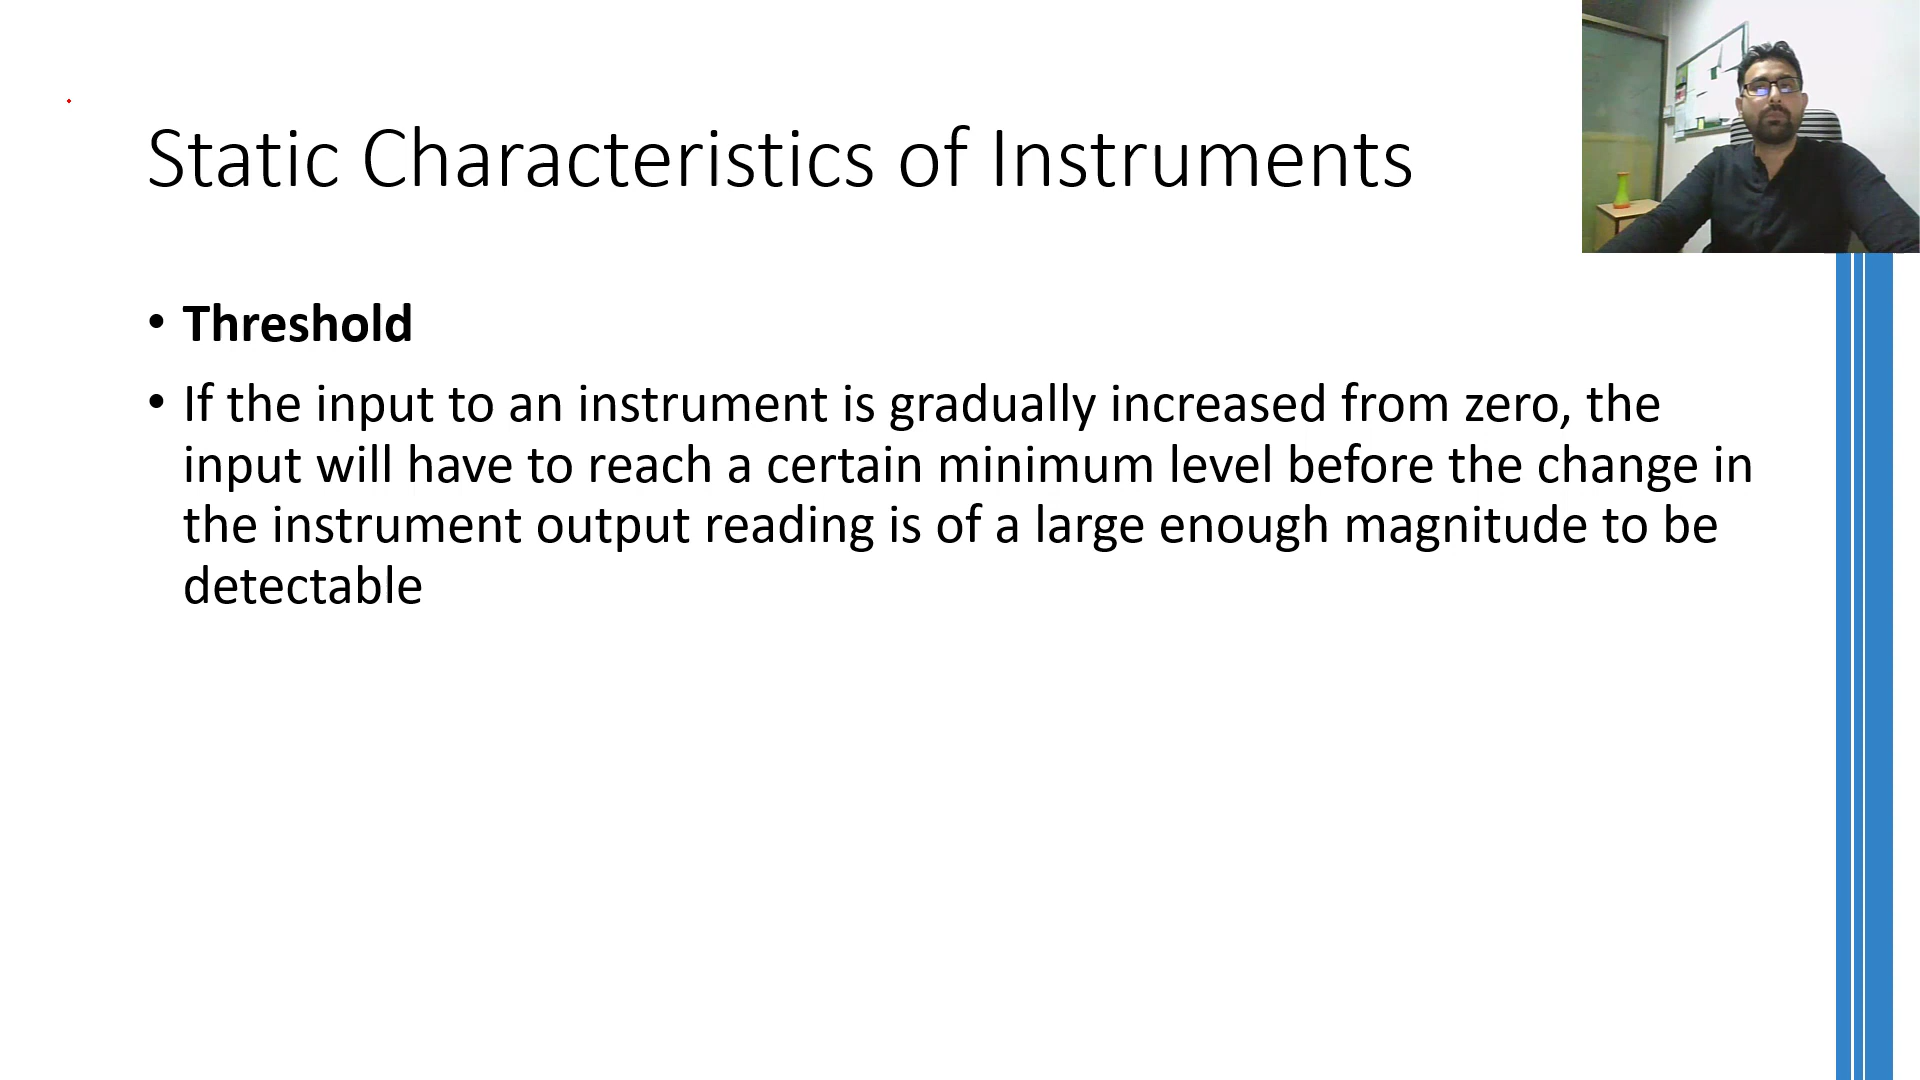 Static Characteristics of Instruments
• Threshold
• If the input to an instrument is gradually increased from zero, the
input will have to reach a certain minimum level before the change in
the instrument output reading is of a large enough magnitude to be
detectable